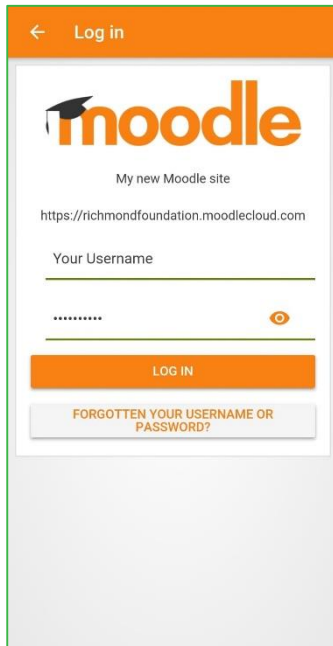 Log in
moodle
My new Moodle site
https://richmondfoundation.moodlecloud.com
Your Username
••••••••••
LOG IN
FORGOTTEN YOUR USERNAME OR
PASSWORD?